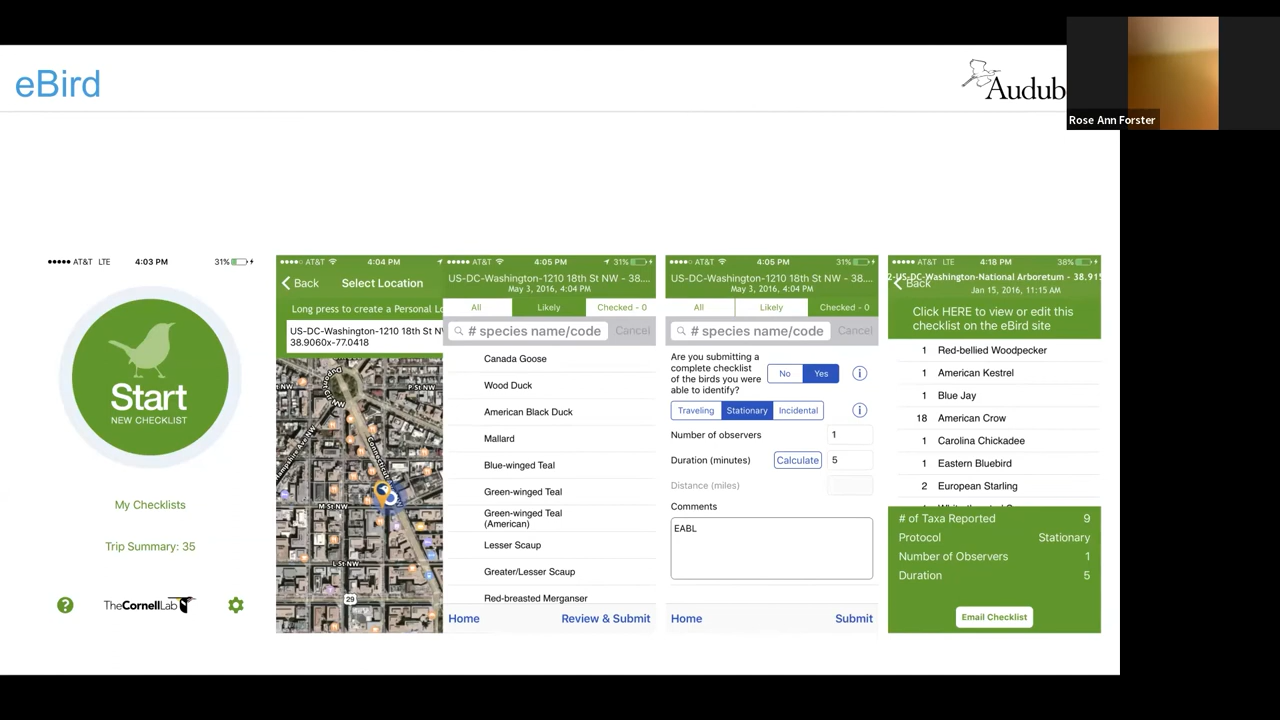 eBird
Audub
Rose Ann Forster
AT&T LTE 4:03 PM 31%
Start
NEW CHECKLIST
My Checklists
Trip Summary: 35
?
TheCornellLab
AT&T 4:04 PM
Back Select Location
Long press to create a Personal Lo
US-DC-Washington-1210 18th St NW
38.9060x-77.0418
P St NW
M St NW
L St NW
29
AT&T 4:05 PM 31%
US-DC-Washington-1210 18th St NW - 38....
May 3, 2016, 4:04 PM
All Likely Checked - 0
# species name/code Cancel
Canada Goose
Wood Duck
American Black Duck
Mallard
Blue-winged Teal
Green-winged Teal
Green-winged Teal
(American)
Lesser Scaup
Greater/Lesser Scaup
Red-breasted Merganser
Home Review & Submit
AT&T 4:05 PM 31%
US-DC-Washington-1210 18th St NW - 38....
May 3, 2016, 4:04 PM
All Likely Checked - 0
# species name/code Cancel
Are you submitting a
complete checklist
of the birds you were
able to identify?
No Yes i
Traveling Stationary Incidental i
Number of observers 1
Duration (minutes) Calculate 5
Distance (miles)
Comments
EABL
Home Submit
AT&T LTE 4:18 PM 38%
2-US-DC-Washington-National Arboretum - 38.915
Back
Jan 15, 2016, 11:15 AM
Click HERE to view or edit this
checklist on the eBird site
1 Red-bellied Woodpecker
1 American Kestrel
1 Blue Jay
18 American Crow
1 Carolina Chickadee
1 Eastern Bluebird
2 European Starling
# of Taxa Reported 9
Protocol Stationary
Number of Observers 1
Duration 5
Email Checklist